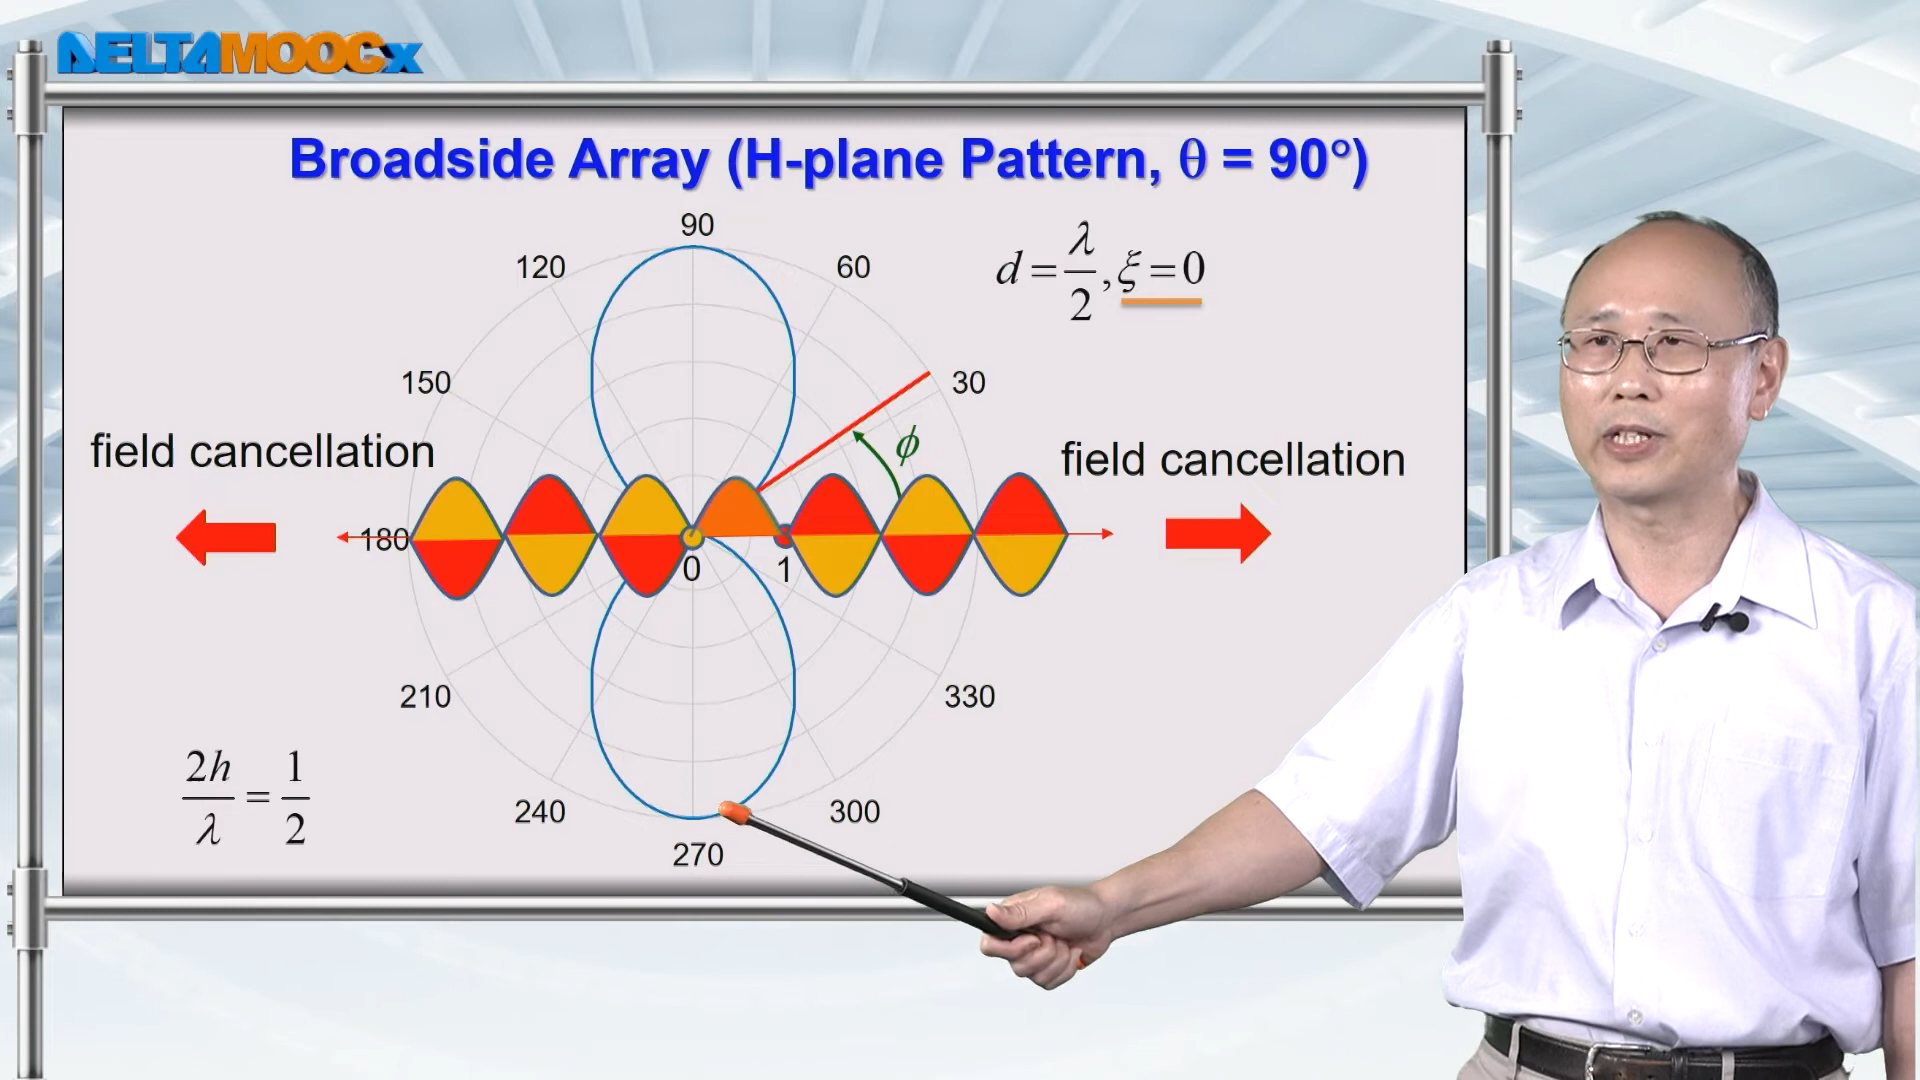 DELTAMOOCx
Broadside Array (H-plane Pattern, θ = 90°)
90
120
60
d = λ/2, ξ = 0
150
30
field cancellation
ϕ
field cancellation
180
0
1
210
330
2h/λ = 1/2
240
300
270